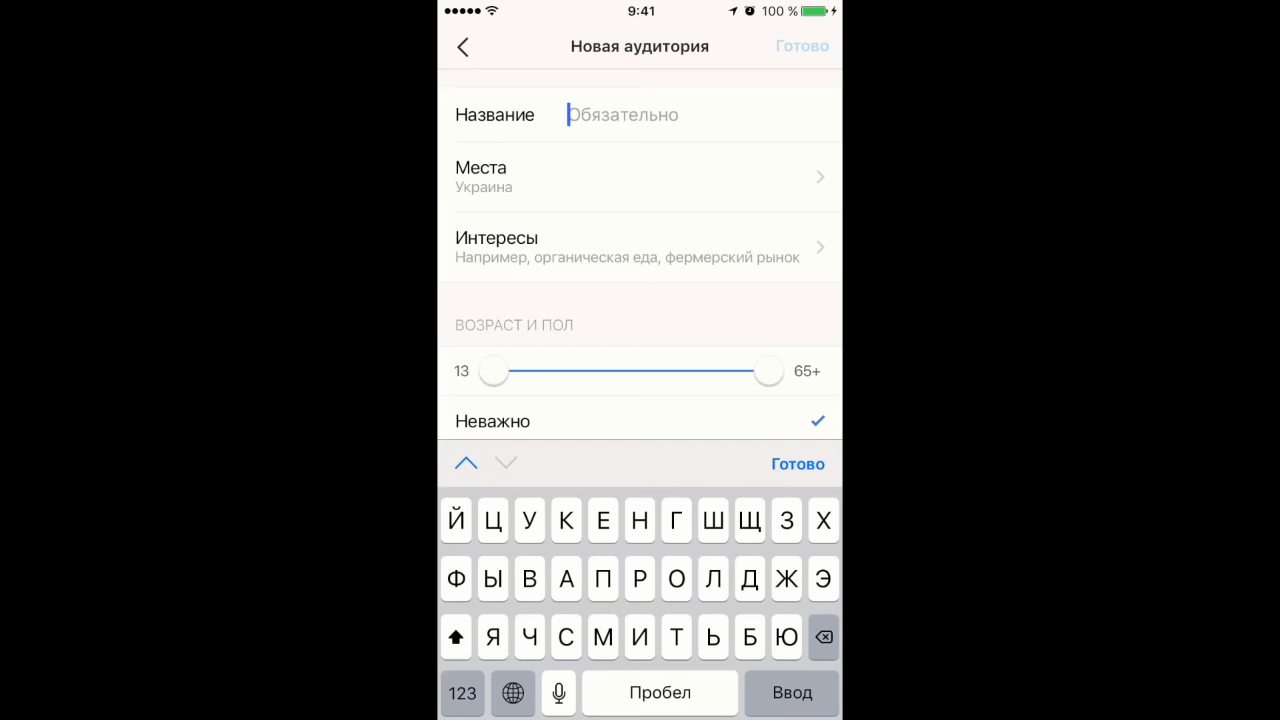 9:41 100 %
Новая аудитория Готово
Название Обязательно
Места
Украина
Интересы
Например, органическая еда, фермерский рынок
ВОЗРАСТ И ПОЛ
13 65+
Неважно
Готово
Й Ц У К Е Н Г Ш Щ З Х
Ф Ы В А П Р О Л Д Ж Э
Я Ч С М И Т Ь Б Ю
123 Пробел Ввод